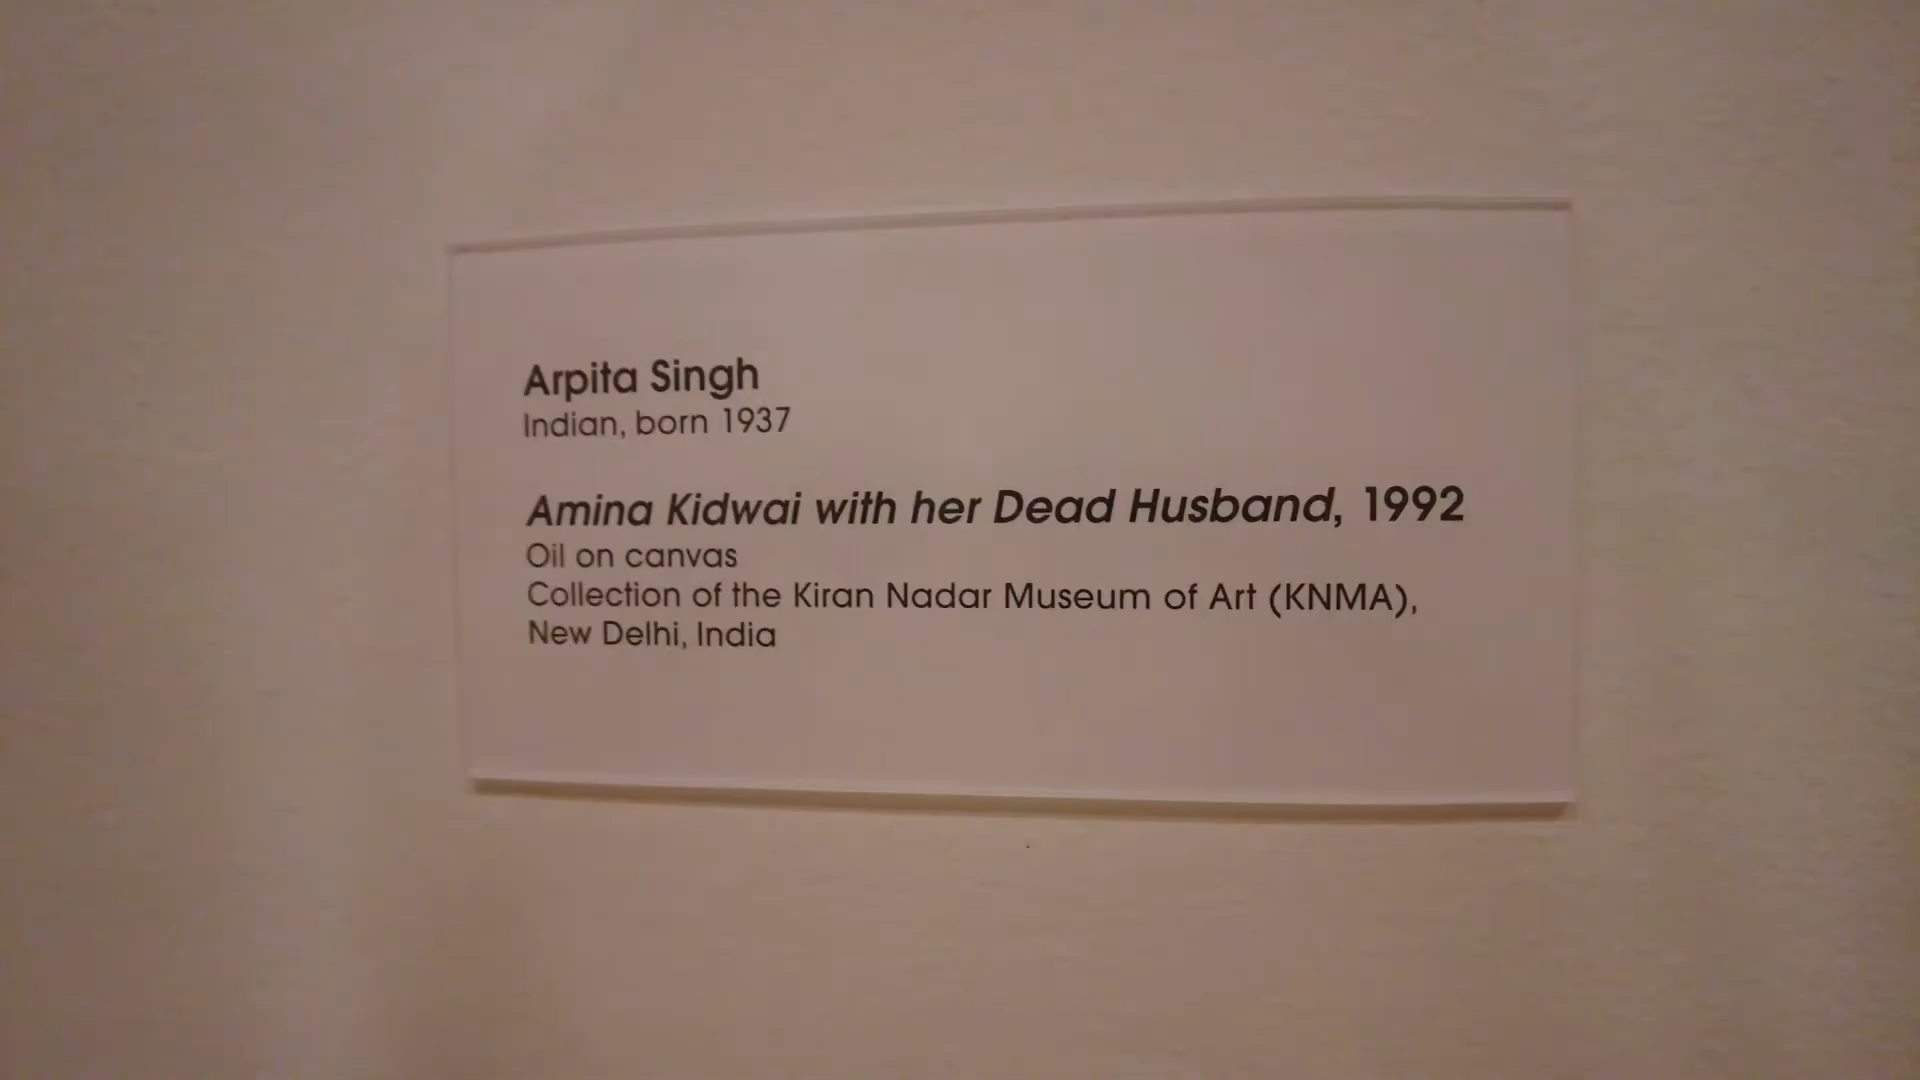 Arpita Singh
Indian, born 1937
Amina Kidwai with her Dead Husband, 1992
Oil on canvas
Collection of the Kiran Nadar Museum of Art (KNMA),
New Delhi, India